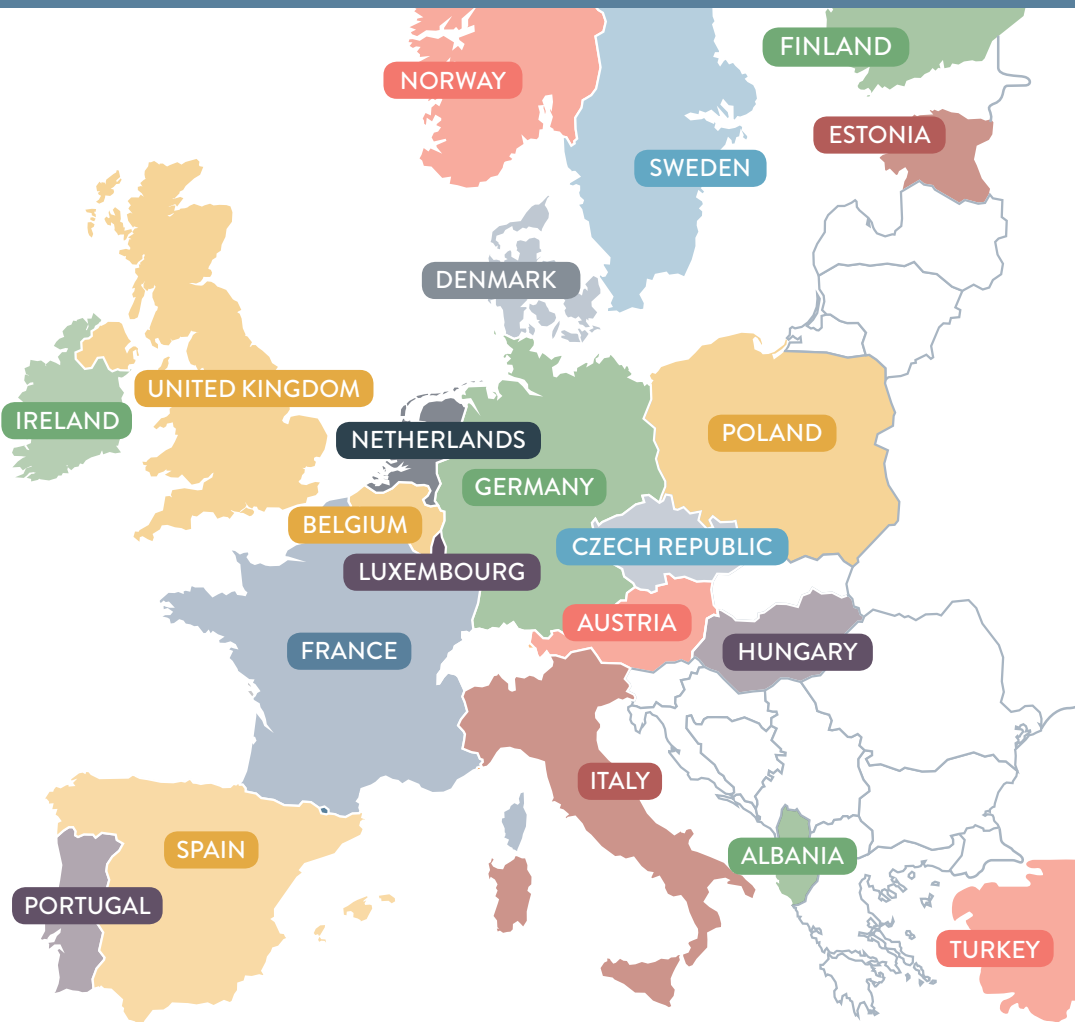 FINLAND
NORWAY
ESTONIA
SWEDEN
DENMARK
UNITED KINGDOM
IRELAND
NETHERLANDS
POLAND
GERMANY
BELGIUM
CZECH REPUBLIC
LUXEMBOURG
AUSTRIA
FRANCE
HUNGARY
ITALY
SPAIN
ALBANIA
PORTUGAL
TURKEY